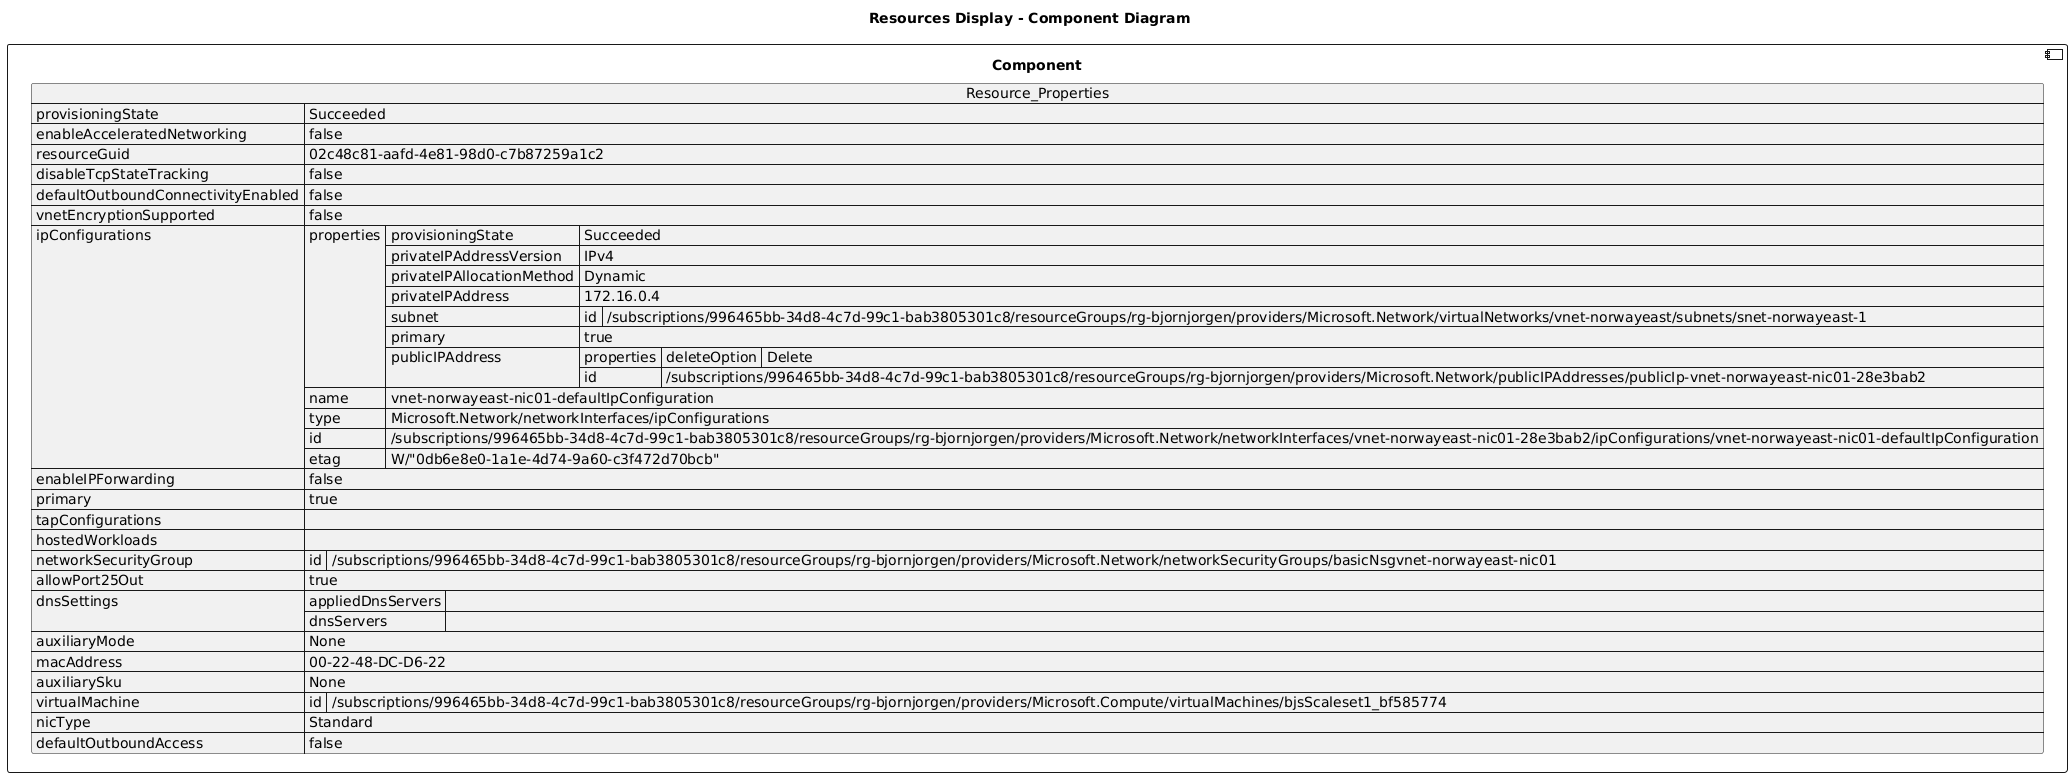 Resources Display - Component Diagram
Component
Resource_Properties
provisioningState Succeeded
enableAcceleratedNetworking false
resourceGuid 02c48c81-aafd-4e81-98d0-c7b87259a1c2
disableTcpStateTracking false
defaultOutboundConnectivityEnabled false
vnetEncryptionSupported false
ipConfigurations properties provisioningState Succeeded
privateIPAddressVersion IPv4
privateIPAllocationMethod Dynamic
privateIPAddress 172.16.0.4
subnet id /subscriptions/996465bb-34d8-4c7d-99c1-bab3805301c8/resourceGroups/rg-bjornjorgen/providers/Microsoft.Network/virtualNetworks/vnet-norwayeast/subnets/snet-norwayeast-1
primary true
publicIPAddress properties deleteOption Delete
id /subscriptions/996465bb-34d8-4c7d-99c1-bab3805301c8/resourceGroups/rg-bjornjorgen/providers/Microsoft.Network/publicIPAddresses/publicIp-vnet-norwayeast-nic01-28e3bab2
name vnet-norwayeast-nic01-defaultIpConfiguration
type Microsoft.Network/networkInterfaces/ipConfigurations
id /subscriptions/996465bb-34d8-4c7d-99c1-bab3805301c8/resourceGroups/rg-bjornjorgen/providers/Microsoft.Network/networkInterfaces/vnet-norwayeast-nic01-28e3bab2/ipConfigurations/vnet-norwayeast-nic01-defaultIpConfiguration
etag W/"0db6e8e0-1a1e-4d74-9a60-c3f472d70bcb"
enableIPForwarding false
primary true
tapConfigurations
hostedWorkloads
networkSecurityGroup id /subscriptions/996465bb-34d8-4c7d-99c1-bab3805301c8/resourceGroups/rg-bjornjorgen/providers/Microsoft.Network/networkSecurityGroups/basicNsgvnet-norwayeast-nic01
allowPort25Out true
dnsSettings appliedDnsServers
dnsServers
auxiliaryMode None
macAddress 00-22-48-DC-D6-22
auxiliarySku None
virtualMachine id /subscriptions/996465bb-34d8-4c7d-99c1-bab3805301c8/resourceGroups/rg-bjornjorgen/providers/Microsoft.Compute/virtualMachines/bjsScaleset1_bf585774
nicType Standard
defaultOutboundAccess false